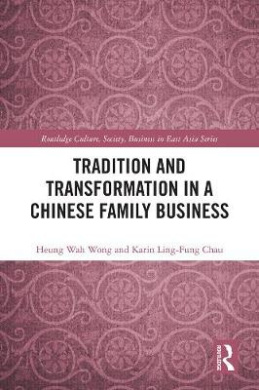 Routledge Culture, Society, Business in East Asia Series
TRADITION AND
TRANSFORMATION IN A
CHINESE FAMILY BUSINESS
Heung Wah Wong and Karin Ling-Fung Chau
R
Routledge